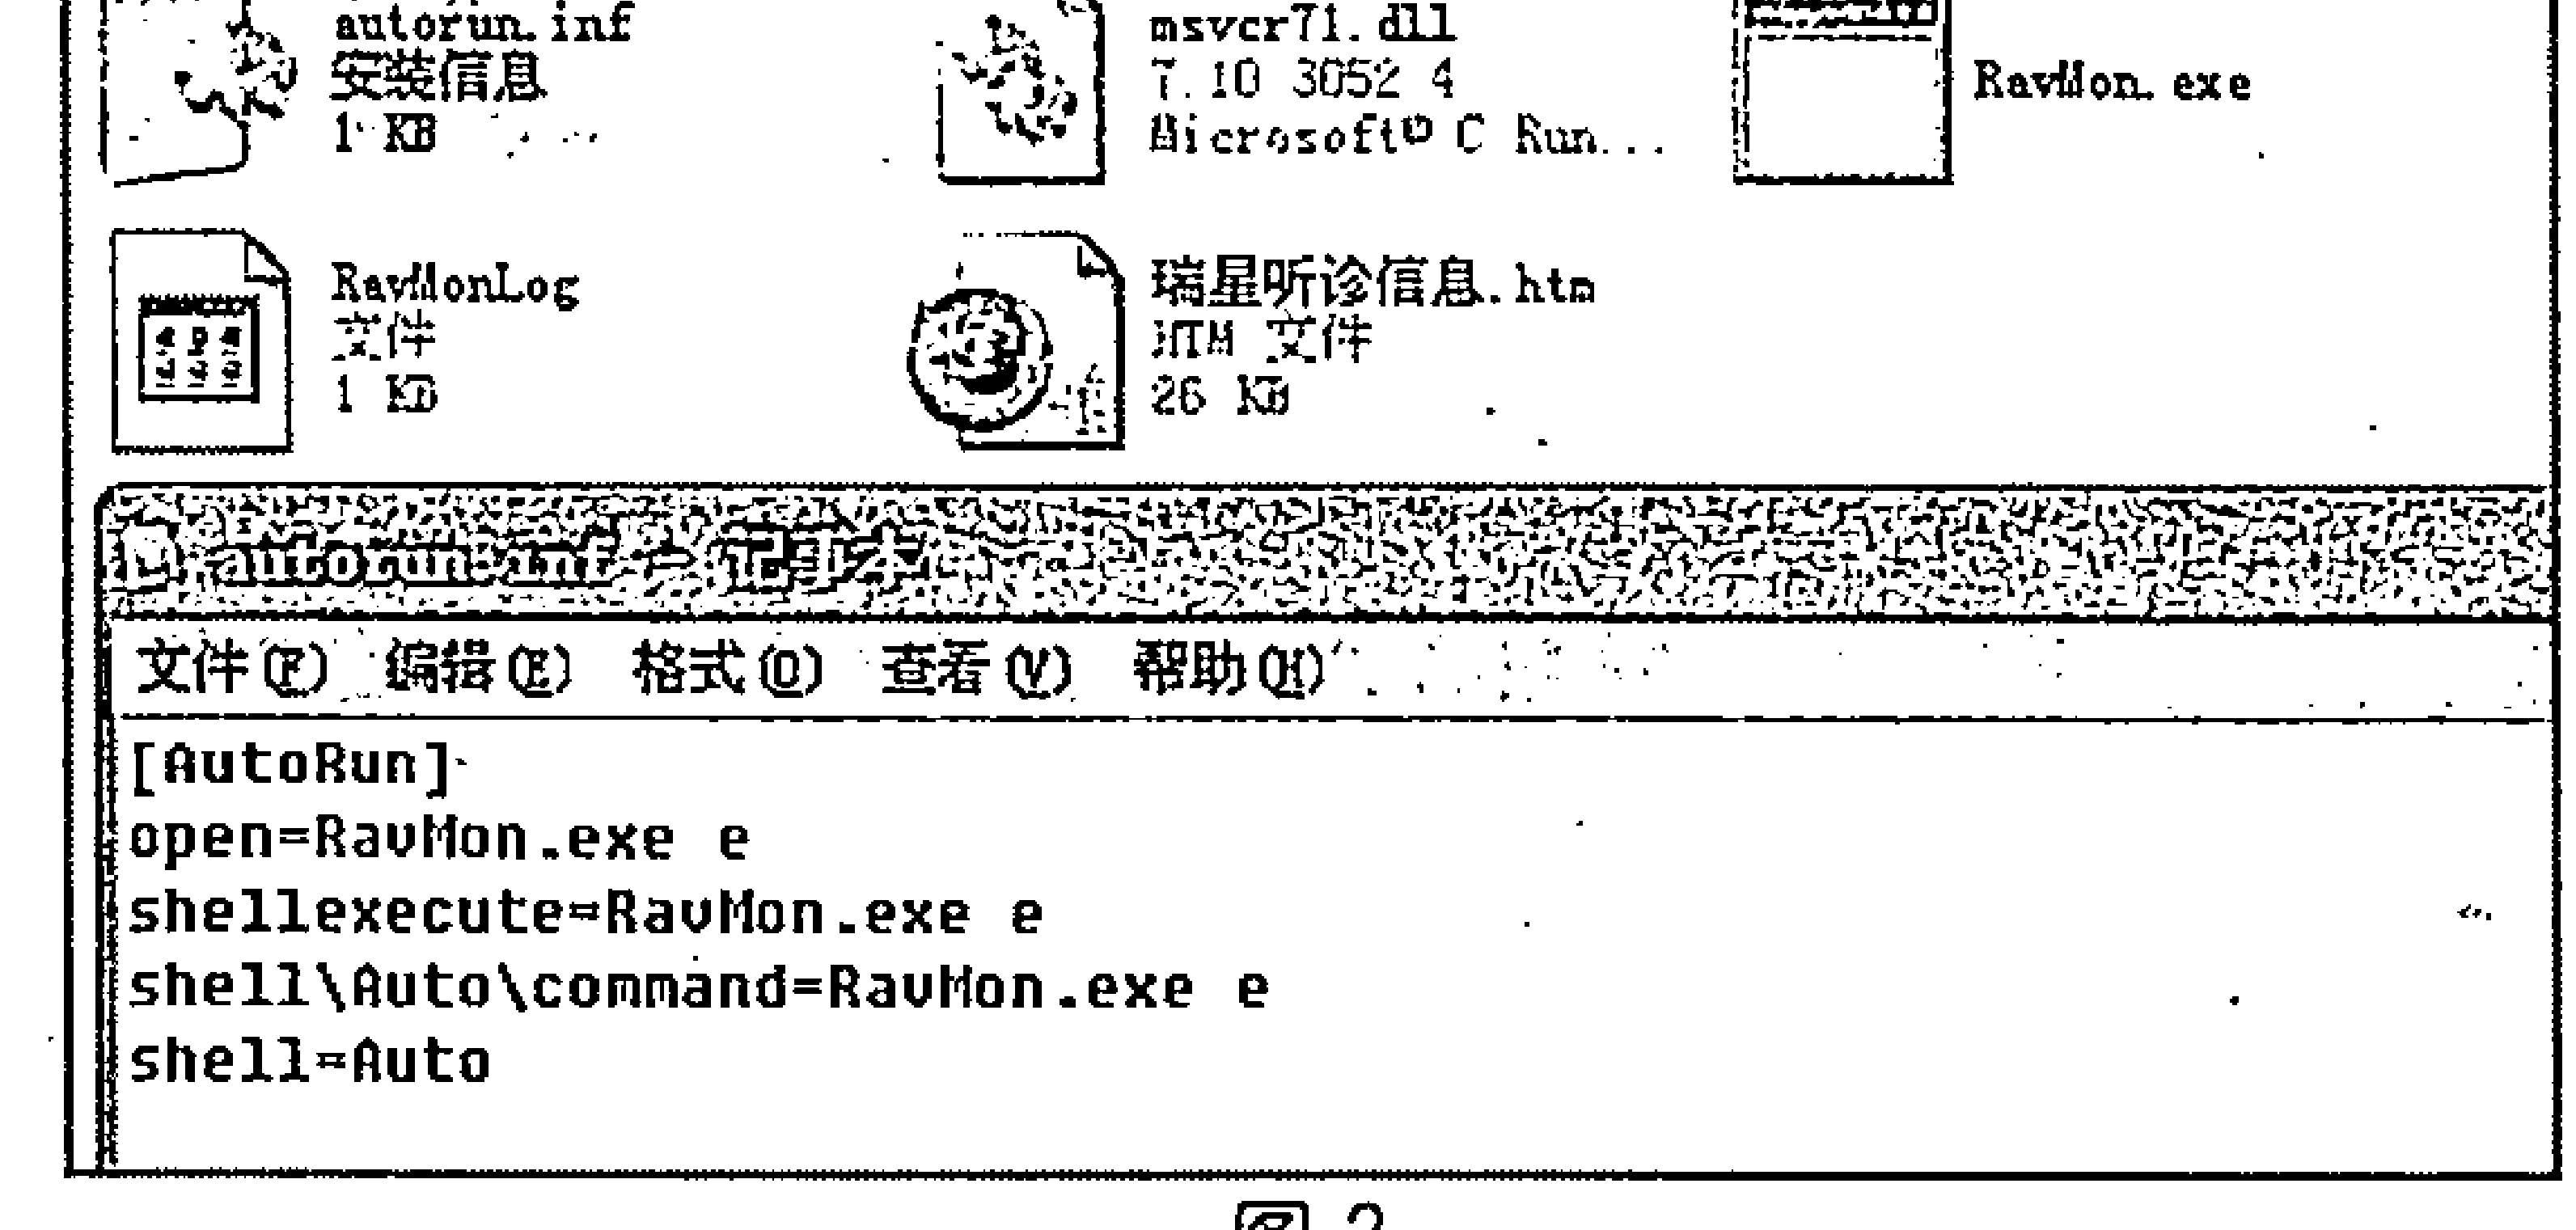 autorun.inf
安装信息
1 KB
msvcr71.dll
7.10.3052.4
Microsoft® C Run...
RavMon.exe
RavMonLog
文件
1 KB
瑞星听诊信息.htm
HTM 文件
26 KB
autorun.inf - 记事本
文件(F) 编辑(E) 格式(O) 查看(V) 帮助(H)
[AutoRun]
open=RavMon.exe e
shellexecute=RavMon.exe e
shell\Auto\command=RavMon.exe e
shell=Auto
图 2